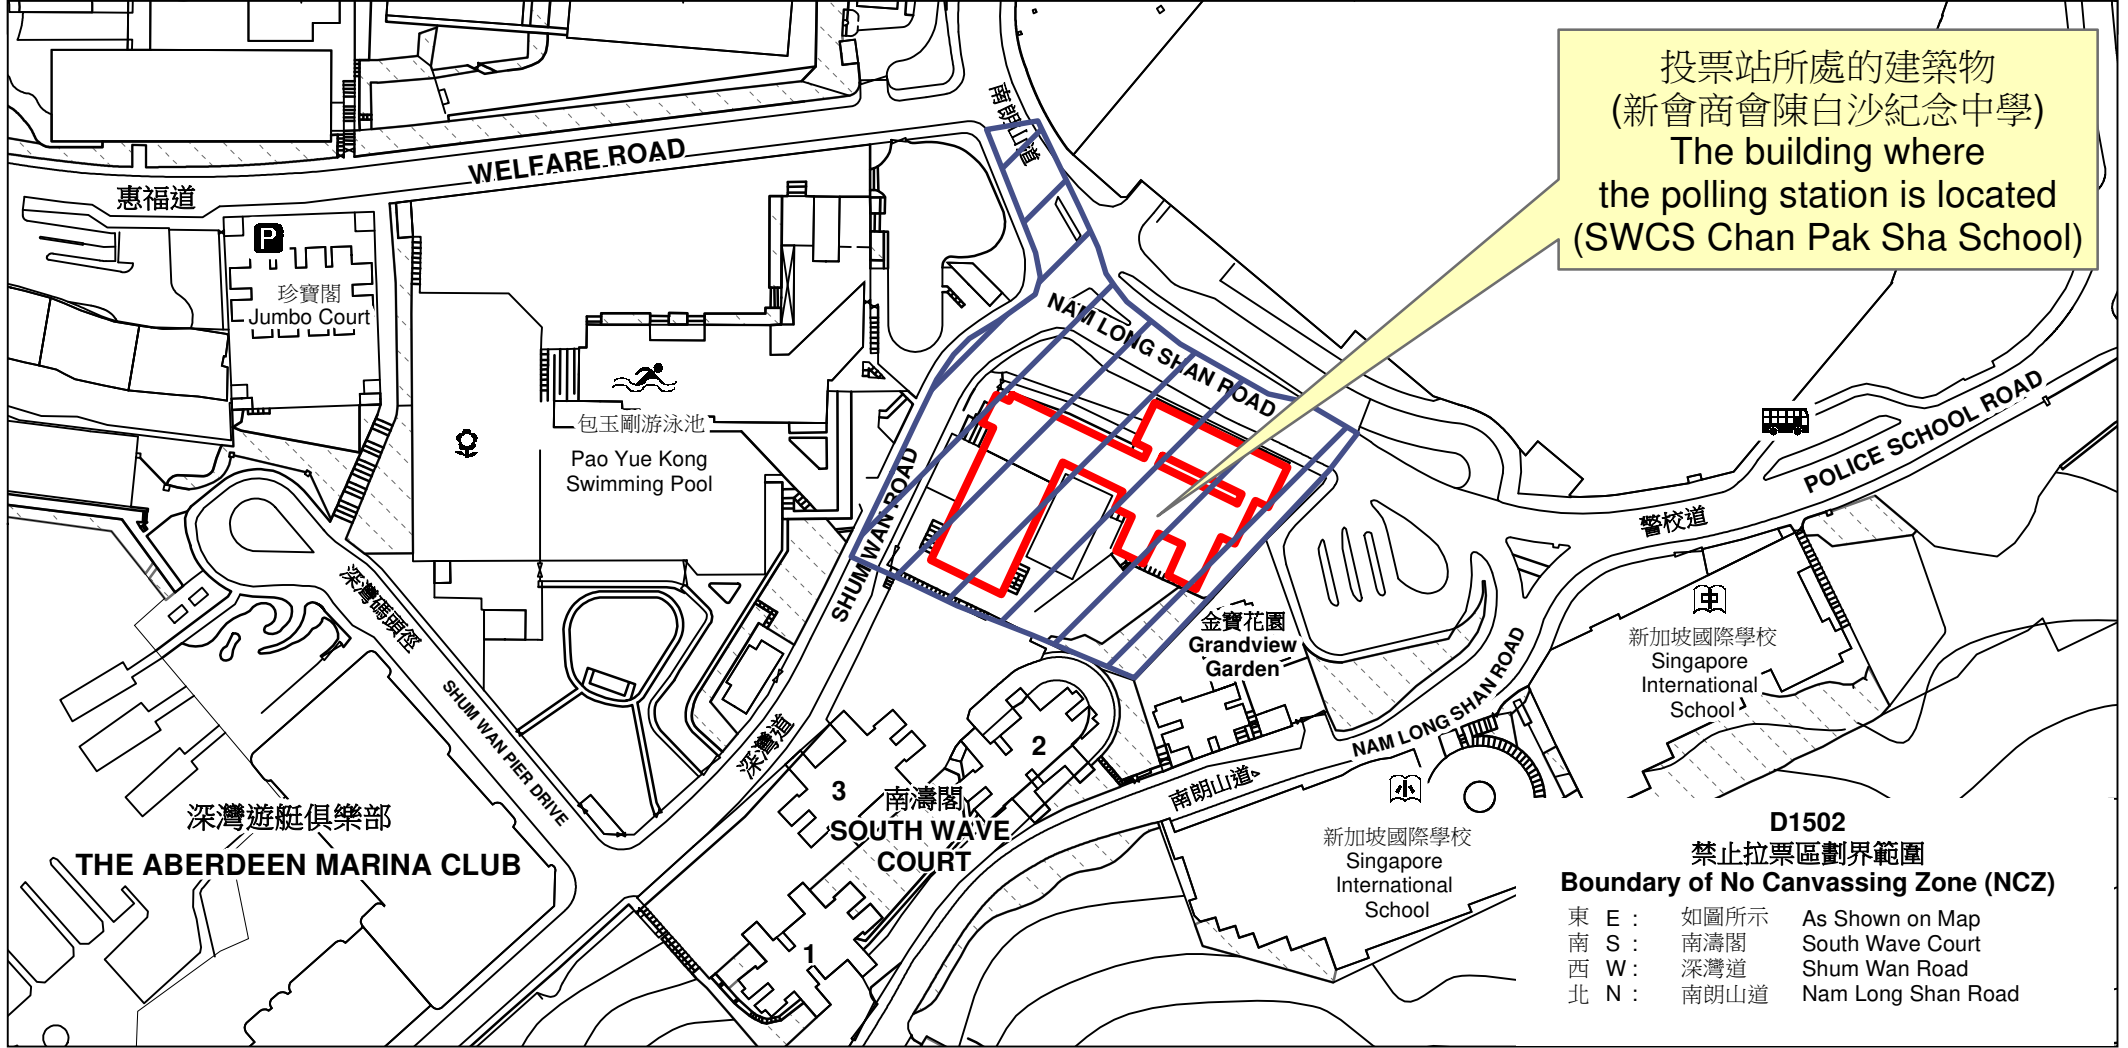 投票站所處的建築物
(新會商會陳白沙紀念中學)
The building where
the polling station is located
(SWCS Chan Pak Sha School)
南朗山道
WELFARE ROAD
惠福道
P
珍寶閣
Jumbo Court
NAM LONG SHAN ROAD
包玉剛游泳池
Pao Yue Kong
Swimming Pool
POLICE SCHOOL ROAD
警校道
SHUM WAN ROAD
深灣碼頭徑
金寶花園
Grandview
Garden
中
新加坡國際學校
Singapore
International
School
SHUM WAN PIER DRIVE
深灣道
NAM LONG SHAN ROAD
南朗山道
2
3
南濤閣
SOUTH WAVE
COURT
1
小
新加坡國際學校
Singapore
International
School
深灣遊艇俱樂部
THE ABERDEEN MARINA CLUB
D1502
禁止拉票區劃界範圍
Boundary of No Canvassing Zone (NCZ)
東 E : 如圖所示 As Shown on Map
南 S : 南濤閣 South Wave Court
西 W : 深灣道 Shum Wan Road
北 N : 南朗山道 Nam Long Shan Road